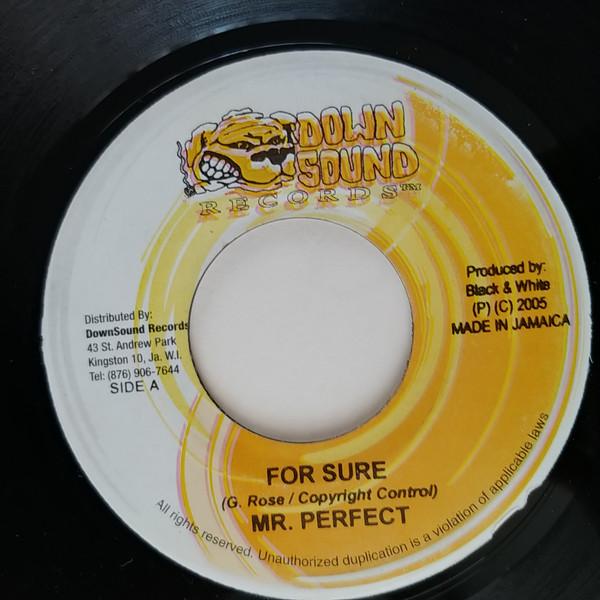 DOWN
SOUND
RECORDS™
Produced by:
Black & White
(P) (C) 2005
MADE IN JAMAICA
Distributed By:
DownSound Records
43 St. Andrew Park
Kingston 10, Ja. W.I.
Tel: (876) 906-7644
SIDE A
FOR SURE
(G. Rose / Copyright Control)
MR. PERFECT
All rights reserved. Unauthorized duplication is a violation of applicable laws